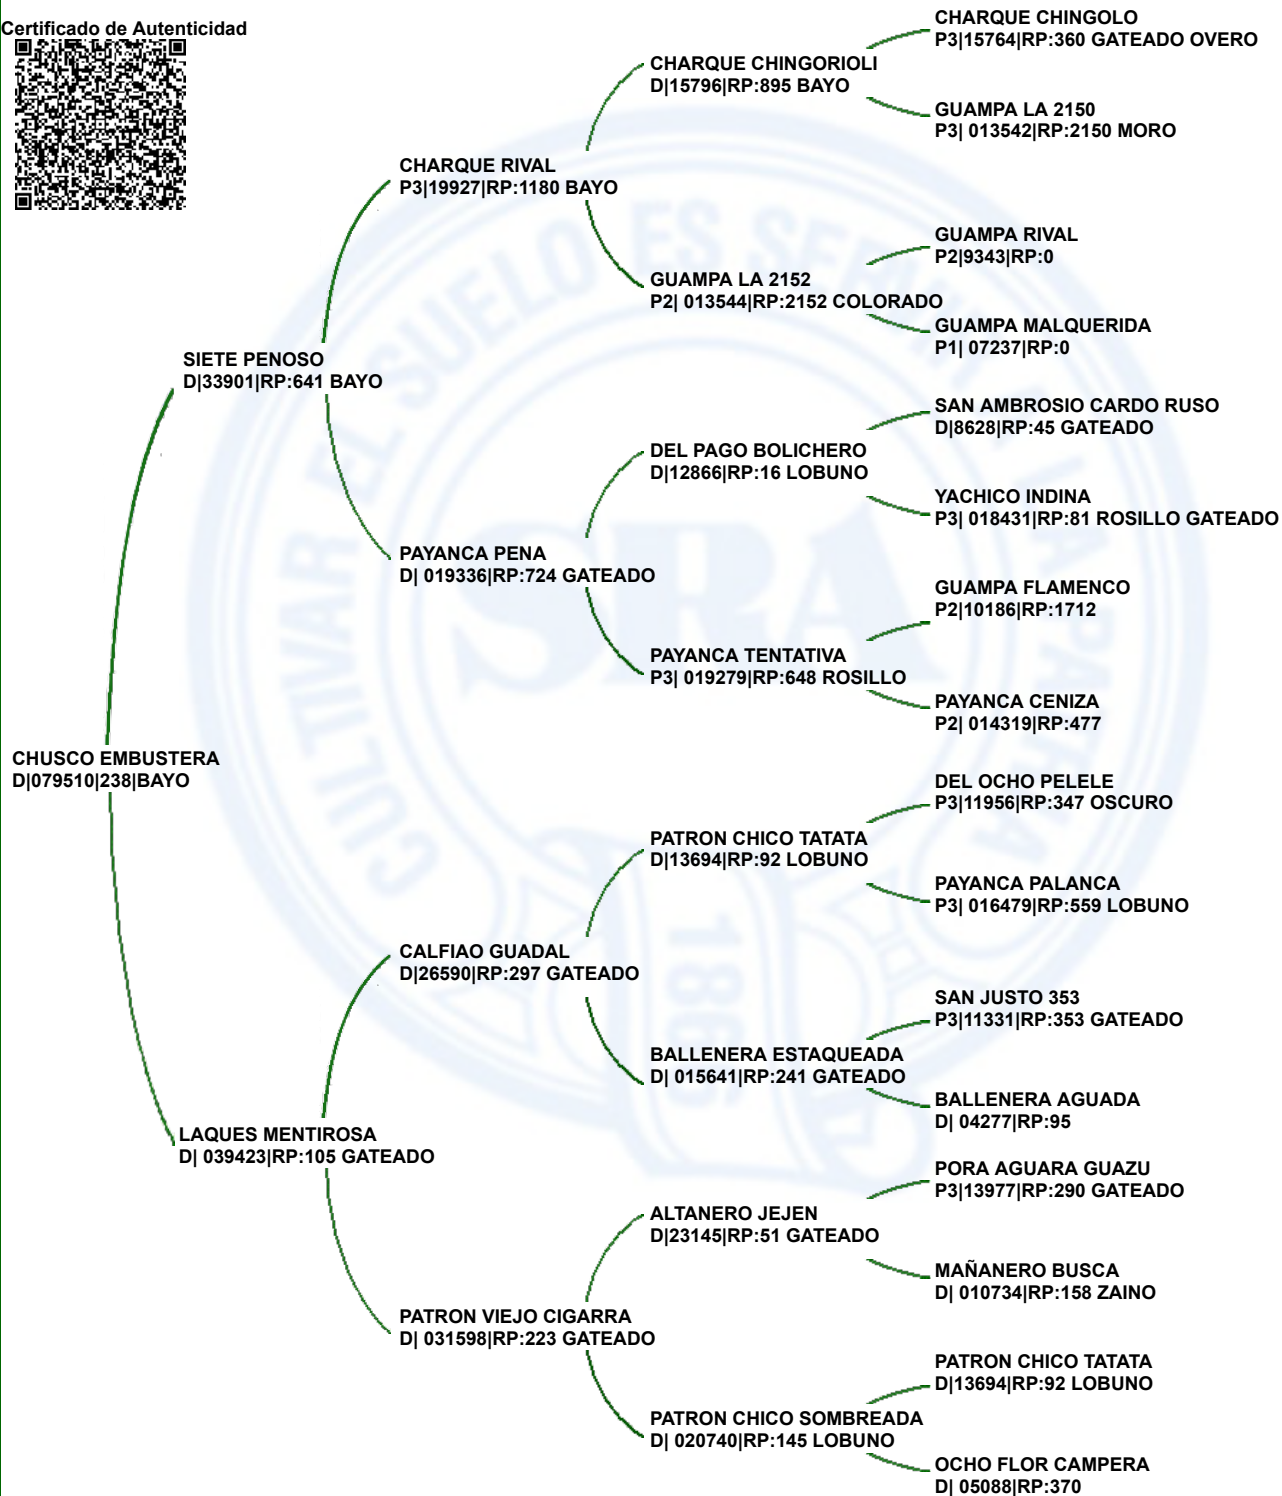 Certificado de Autenticidad
CHARQUE CHINGOLO
P3|15764|RP:360 GATEADO OVERO
CHARQUE CHINGORIOLI
D|15796|RP:895 BAYO
GUAMPA LA 2150
P3| 013542|RP:2150 MORO
CHARQUE RIVAL
P3|19927|RP:1180 BAYO
GUAMPA RIVAL
P2|9343|RP:0
GUAMPA LA 2152
P2| 013544|RP:2152 COLORADO
GUAMPA MALQUERIDA
P1| 07237|RP:0
SIETE PENOSO
D|33901|RP:641 BAYO
SAN AMBROSIO CARDO RUSO
D|8628|RP:45 GATEADO
DEL PAGO BOLICHERO
D|12866|RP:16 LOBUNO
YACHICO INDINA
P3| 018431|RP:81 ROSILLO GATEADO
PAYANCA PENA
D| 019336|RP:724 GATEADO
GUAMPA FLAMENCO
P2|10186|RP:1712
PAYANCA TENTATIVA
P3| 019279|RP:648 ROSILLO
PAYANCA CENIZA
P2| 014319|RP:477
CHUSCO EMBUSTERA
D|079510|238|BAYO
DEL OCHO PELELE
P3|11956|RP:347 OSCURO
PATRON CHICO TATATA
D|13694|RP:92 LOBUNO
PAYANCA PALANCA
P3| 016479|RP:559 LOBUNO
CALFIAO GUADAL
D|26590|RP:297 GATEADO
SAN JUSTO 353
P3|11331|RP:353 GATEADO
BALLENERA ESTAQUEADA
D| 015641|RP:241 GATEADO
BALLENERA AGUADA
D| 04277|RP:95
LAQUES MENTIROSA
D| 039423|RP:105 GATEADO
PORA AGUARA GUAZU
P3|13977|RP:290 GATEADO
ALTANERO JEJEN
D|23145|RP:51 GATEADO
MAÑANERO BUSCA
D| 010734|RP:158 ZAINO
PATRON VIEJO CIGARRA
D| 031598|RP:223 GATEADO
PATRON CHICO TATATA
D|13694|RP:92 LOBUNO
PATRON CHICO SOMBREADA
D| 020740|RP:145 LOBUNO
OCHO FLOR CAMPERA
D| 05088|RP:370
CULTIVAR EL SUELO ES SERVIR A LA PATRIA
SRA
1866